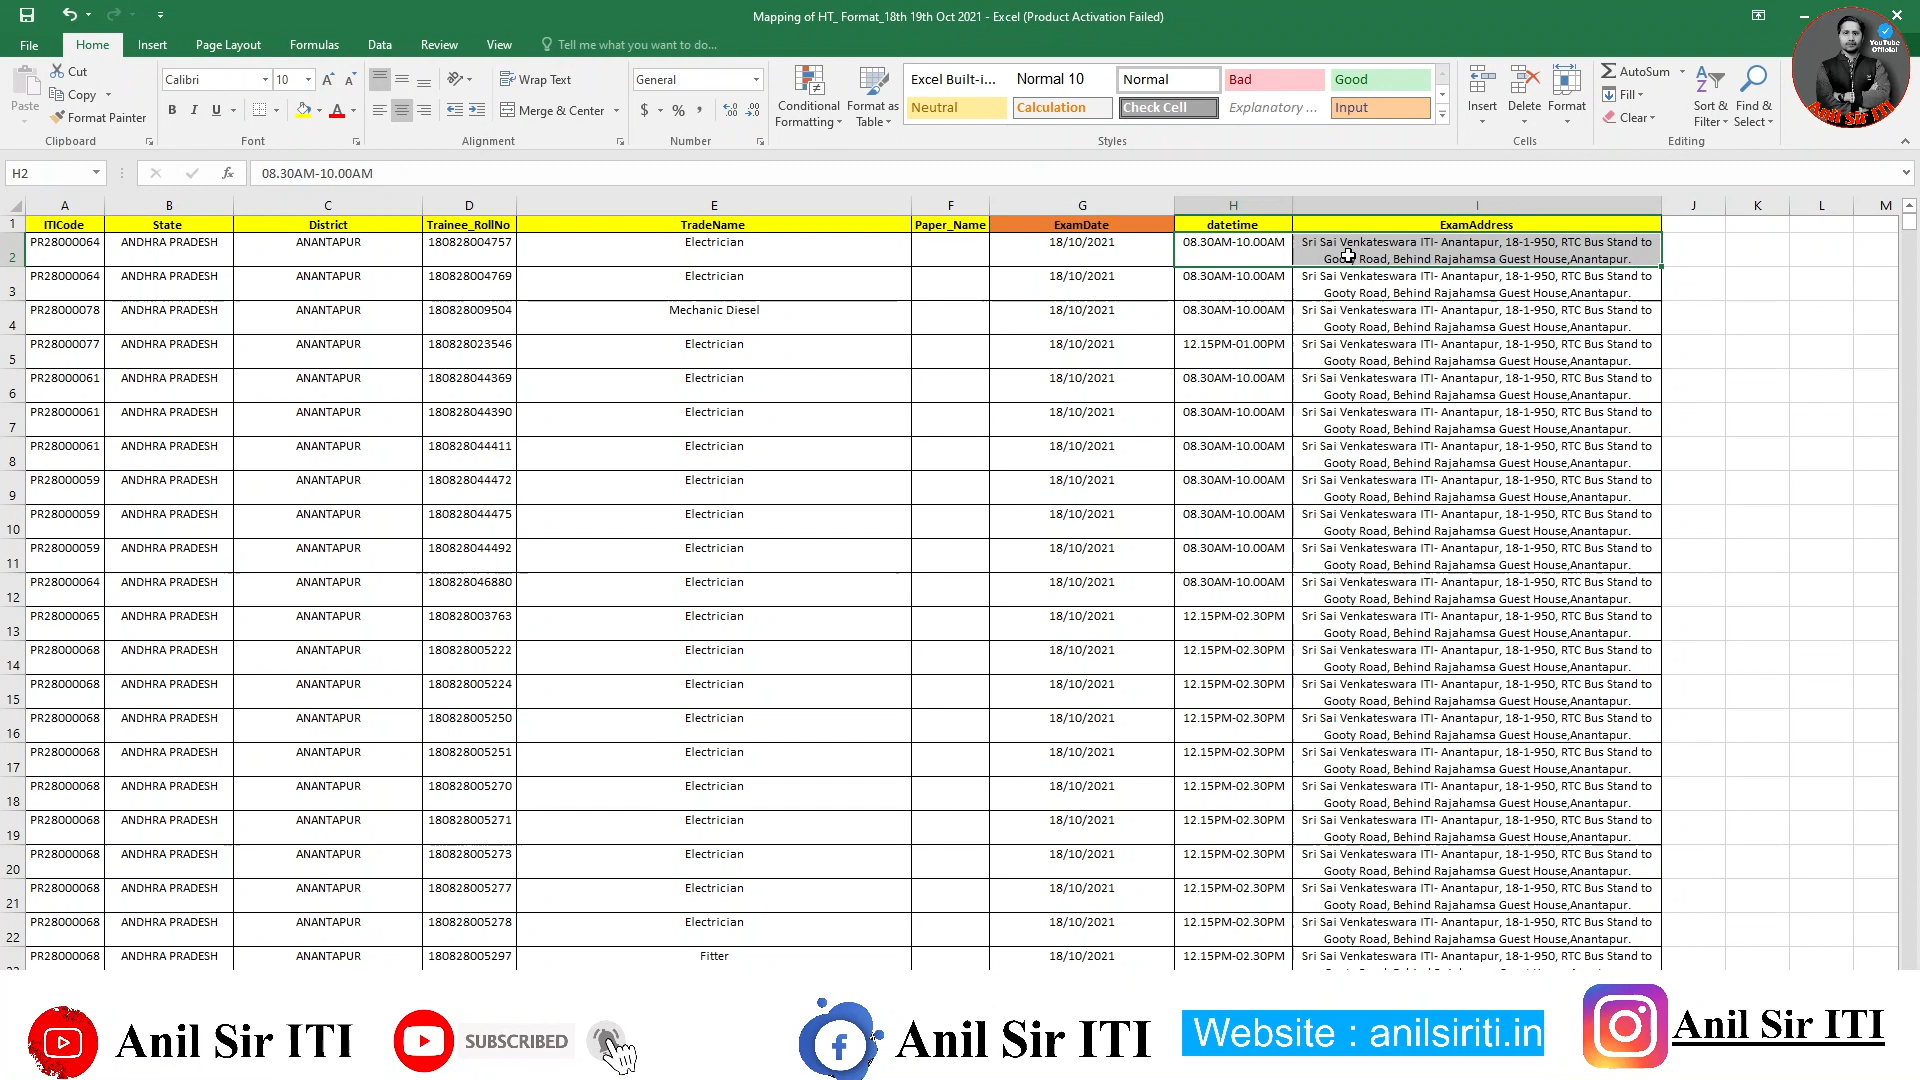 Mapping of HT_ Format_18th 19th Oct 2021 - Excel (Product Activation Failed)
File Home Insert Page Layout Formulas Data Review View Tell me what you want to do...
YouTube Official
Anil Sir ITI
Paste Cut Copy Format Painter Clipboard
Calibri 10 B I U A Font
Wrap Text Merge & Center Alignment
General $ % Number
Conditional Formatting Format as Table
Excel Built-i... Normal 10 Normal Bad Good
Neutral Calculation Check Cell Explanatory ... Input
Styles
Insert Delete Format Cells
AutoSum Fill Clear Sort & Filter Find & Select Editing
H2 fx 08.30AM-10.00AM
A B C D E F G H I J K L M
1 ITICode State District Trainee_RollNo TradeName Paper_Name ExamDate datetime ExamAddress
2 PR28000064 ANDHRA PRADESH ANANTAPUR 180828004757 Electrician 18/10/2021 08.30AM-10.00AM Sri Sai Venkateswara ITI- Anantapur, 18-1-950, RTC Bus Stand to
Gooty Road, Behind Rajahamsa Guest House,Anantapur.
3 PR28000064 ANDHRA PRADESH ANANTAPUR 180828004769 Electrician 18/10/2021 08.30AM-10.00AM Sri Sai Venkateswara ITI- Anantapur, 18-1-950, RTC Bus Stand to
Gooty Road, Behind Rajahamsa Guest House,Anantapur.
4 PR28000078 ANDHRA PRADESH ANANTAPUR 180828009504 Mechanic Diesel 18/10/2021 08.30AM-10.00AM Sri Sai Venkateswara ITI- Anantapur, 18-1-950, RTC Bus Stand to
Gooty Road, Behind Rajahamsa Guest House,Anantapur.
5 PR28000077 ANDHRA PRADESH ANANTAPUR 180828023546 Electrician 18/10/2021 12.15PM-01.00PM Sri Sai Venkateswara ITI- Anantapur, 18-1-950, RTC Bus Stand to
Gooty Road, Behind Rajahamsa Guest House,Anantapur.
6 PR28000061 ANDHRA PRADESH ANANTAPUR 180828044369 Electrician 18/10/2021 08.30AM-10.00AM Sri Sai Venkateswara ITI- Anantapur, 18-1-950, RTC Bus Stand to
Gooty Road, Behind Rajahamsa Guest House,Anantapur.
7 PR28000061 ANDHRA PRADESH ANANTAPUR 180828044390 Electrician 18/10/2021 08.30AM-10.00AM Sri Sai Venkateswara ITI- Anantapur, 18-1-950, RTC Bus Stand to
Gooty Road, Behind Rajahamsa Guest House,Anantapur.
8 PR28000061 ANDHRA PRADESH ANANTAPUR 180828044411 Electrician 18/10/2021 08.30AM-10.00AM Sri Sai Venkateswara ITI- Anantapur, 18-1-950, RTC Bus Stand to
Gooty Road, Behind Rajahamsa Guest House,Anantapur.
9 PR28000059 ANDHRA PRADESH ANANTAPUR 180828044472 Electrician 18/10/2021 08.30AM-10.00AM Sri Sai Venkateswara ITI- Anantapur, 18-1-950, RTC Bus Stand to
Gooty Road, Behind Rajahamsa Guest House,Anantapur.
10 PR28000059 ANDHRA PRADESH ANANTAPUR 180828044475 Electrician 18/10/2021 08.30AM-10.00AM Sri Sai Venkateswara ITI- Anantapur, 18-1-950, RTC Bus Stand to
Gooty Road, Behind Rajahamsa Guest House,Anantapur.
11 PR28000059 ANDHRA PRADESH ANANTAPUR 180828044492 Electrician 18/10/2021 08.30AM-10.00AM Sri Sai Venkateswara ITI- Anantapur, 18-1-950, RTC Bus Stand to
Gooty Road, Behind Rajahamsa Guest House,Anantapur.
12 PR28000064 ANDHRA PRADESH ANANTAPUR 180828046880 Electrician 18/10/2021 08.30AM-10.00AM Sri Sai Venkateswara ITI- Anantapur, 18-1-950, RTC Bus Stand to
Gooty Road, Behind Rajahamsa Guest House,Anantapur.
13 PR28000065 ANDHRA PRADESH ANANTAPUR 180828003763 Electrician 18/10/2021 12.15PM-02.30PM Sri Sai Venkateswara ITI- Anantapur, 18-1-950, RTC Bus Stand to
Gooty Road, Behind Rajahamsa Guest House,Anantapur.
14 PR28000068 ANDHRA PRADESH ANANTAPUR 180828005222 Electrician 18/10/2021 12.15PM-02.30PM Sri Sai Venkateswara ITI- Anantapur, 18-1-950, RTC Bus Stand to
Gooty Road, Behind Rajahamsa Guest House,Anantapur.
15 PR28000068 ANDHRA PRADESH ANANTAPUR 180828005224 Electrician 18/10/2021 12.15PM-02.30PM Sri Sai Venkateswara ITI- Anantapur, 18-1-950, RTC Bus Stand to
Gooty Road, Behind Rajahamsa Guest House,Anantapur.
16 PR28000068 ANDHRA PRADESH ANANTAPUR 180828005250 Electrician 18/10/2021 12.15PM-02.30PM Sri Sai Venkateswara ITI- Anantapur, 18-1-950, RTC Bus Stand to
Gooty Road, Behind Rajahamsa Guest House,Anantapur.
17 PR28000068 ANDHRA PRADESH ANANTAPUR 180828005251 Electrician 18/10/2021 12.15PM-02.30PM Sri Sai Venkateswara ITI- Anantapur, 18-1-950, RTC Bus Stand to
Gooty Road, Behind Rajahamsa Guest House,Anantapur.
18 PR28000068 ANDHRA PRADESH ANANTAPUR 180828005270 Electrician 18/10/2021 12.15PM-02.30PM Sri Sai Venkateswara ITI- Anantapur, 18-1-950, RTC Bus Stand to
Gooty Road, Behind Rajahamsa Guest House,Anantapur.
19 PR28000068 ANDHRA PRADESH ANANTAPUR 180828005271 Electrician 18/10/2021 12.15PM-02.30PM Sri Sai Venkateswara ITI- Anantapur, 18-1-950, RTC Bus Stand to
Gooty Road, Behind Rajahamsa Guest House,Anantapur.
20 PR28000068 ANDHRA PRADESH ANANTAPUR 180828005273 Electrician 18/10/2021 12.15PM-02.30PM Sri Sai Venkateswara ITI- Anantapur, 18-1-950, RTC Bus Stand to
Gooty Road, Behind Rajahamsa Guest House,Anantapur.
21 PR28000068 ANDHRA PRADESH ANANTAPUR 180828005277 Electrician 18/10/2021 12.15PM-02.30PM Sri Sai Venkateswara ITI- Anantapur, 18-1-950, RTC Bus Stand to
Gooty Road, Behind Rajahamsa Guest House,Anantapur.
22 PR28000068 ANDHRA PRADESH ANANTAPUR 180828005278 Electrician 18/10/2021 12.15PM-02.30PM Sri Sai Venkateswara ITI- Anantapur, 18-1-950, RTC Bus Stand to
Gooty Road, Behind Rajahamsa Guest House,Anantapur.
PR28000068 ANDHRA PRADESH ANANTAPUR 180828005297 Fitter 18/10/2021 12.15PM-02.30PM Sri Sai Venkateswara ITI- Anantapur, 18-1-950, RTC Bus Stand to
Anil Sir ITI SUBSCRIBED Anil Sir ITI Website : anilsiriti.in Anil Sir ITI